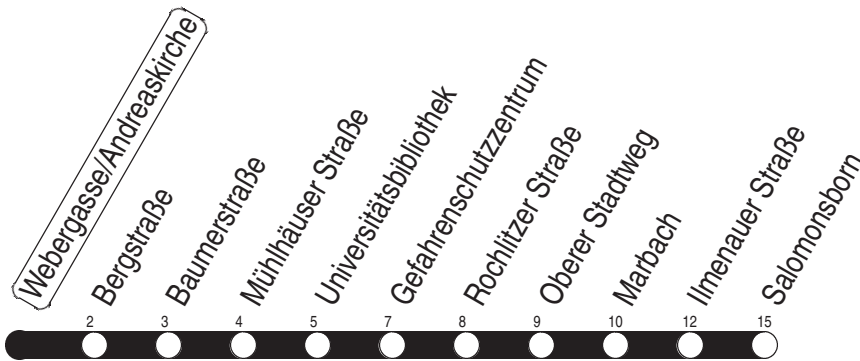 Webergasse/Andreaskirche
Bergstraße
Baumerstraße
Mühlhäuser Straße
Universitätsbibliothek
Gefahrenschutzzentrum
Rochlitzer Straße
Oberer Stadtweg
Marbach
Ilmenauer Straße
Salomonsborn
2 3 4 5 7 8 9 10 12 15